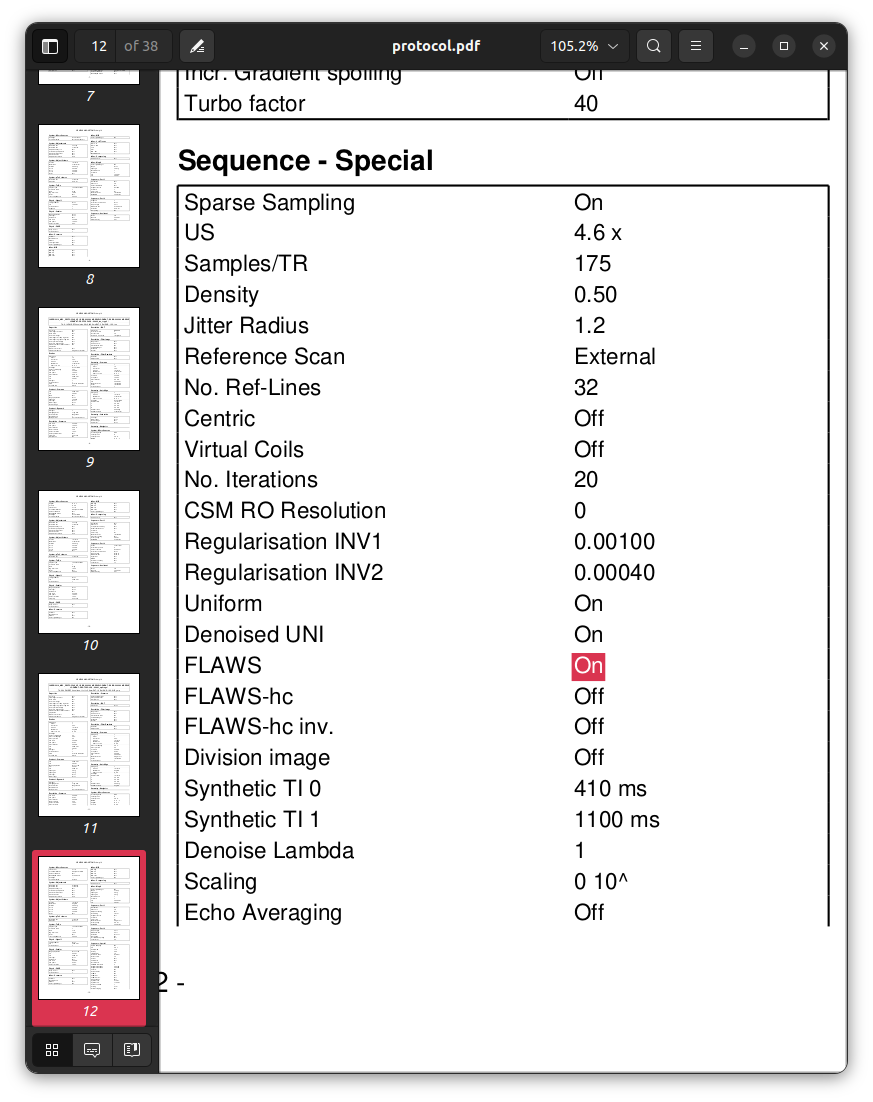 12 of 38
protocol.pdf
105.2%
7
8
9
10
11
12
Incr. Gradient spoiling On
Turbo factor 40
Sequence - Special
Sparse Sampling On
US 4.6 x
Samples/TR 175
Density 0.50
Jitter Radius 1.2
Reference Scan External
No. Ref-Lines 32
Centric Off
Virtual Coils Off
No. Iterations 20
CSM RO Resolution 0
Regularisation INV1 0.00100
Regularisation INV2 0.00040
Uniform On
Denoised UNI On
FLAWS On
FLAWS-hc Off
FLAWS-hc inv. Off
Division image Off
Synthetic TI 0 410 ms
Synthetic TI 1 1100 ms
Denoise Lambda 1
Scaling 0 10^
Echo Averaging Off
2 -